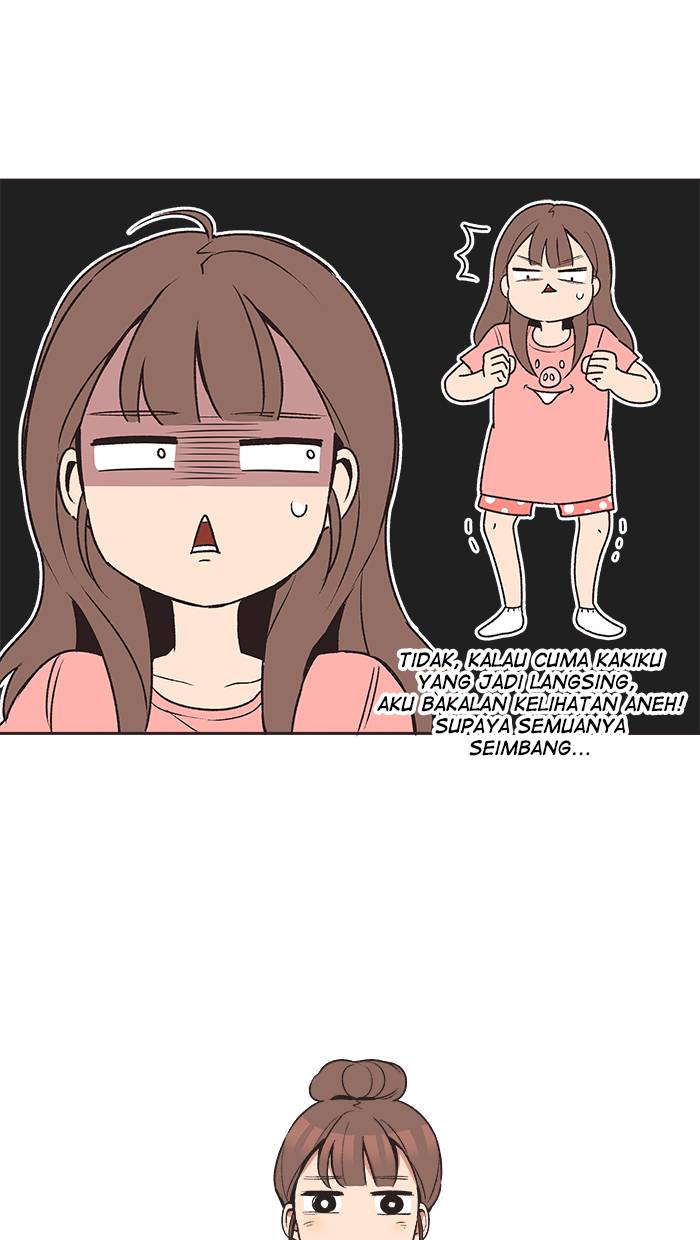 TIDAK, KALAU CUMA KAKIKU
YANG JADI LANGSING,
AKU BAKALAN KELIHATAN ANEH!
SUPAYA SEMUANYA
SEIMBANG...